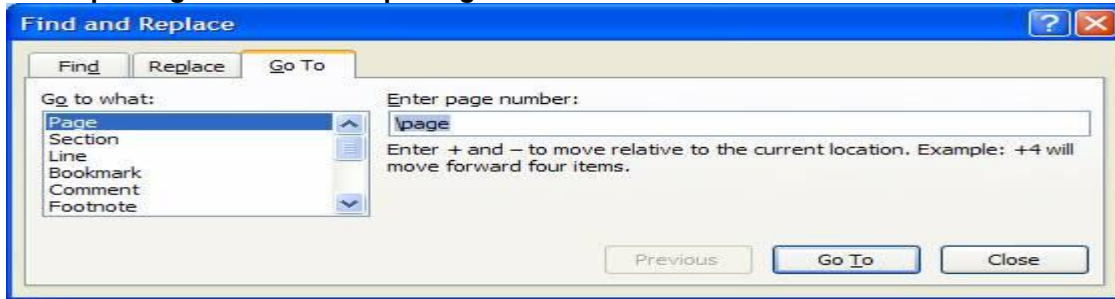 Find and Replace
Find Replace Go To
Go to what:
Page
Section
Line
Bookmark
Comment
Footnote
Enter page number:
\page
Enter + and – to move relative to the current location. Example: +4 will
move forward four items.
Previous Go To Close